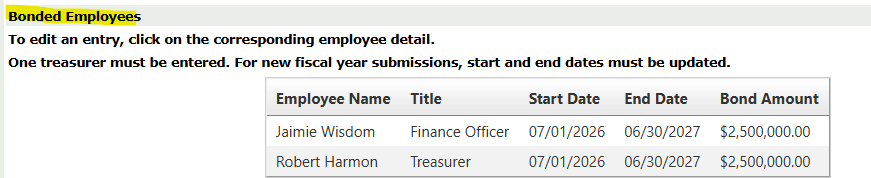 Bonded Employees
To edit an entry, click on the corresponding employee detail.
One treasurer must be entered. For new fiscal year submissions, start and end dates must be updated.
Employee Name Title Start Date End Date Bond Amount
Jaimie Wisdom Finance Officer 07/01/2026 06/30/2027 $2,500,000.00
Robert Harmon Treasurer 07/01/2026 06/30/2027 $2,500,000.00